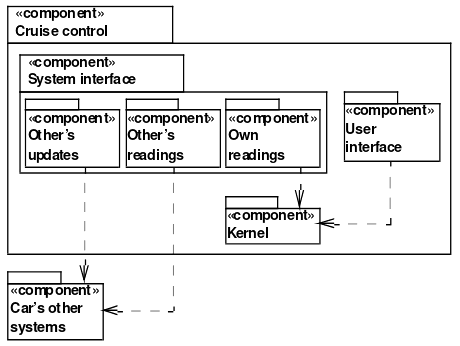 «component»
Cruise control
«component»
System interface
«component» «component» «component»
Other's Other's Own
updates readings readings
«component»
User
interface
«component»
Kernel
«component»
Car's other
systems